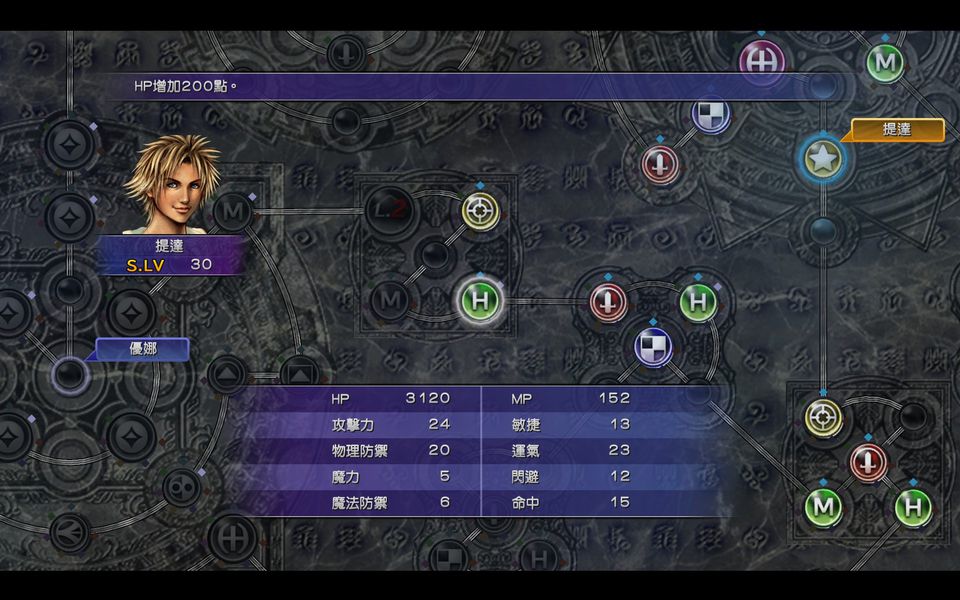 HP增加200點。
M
提達
提達
S.LV 30
M
L.2
M
H
H
優娜
HP 3120 MP 152
攻擊力 24 敏捷 13
物理防禦 20 運氣 23
魔力 5 閃避 12
魔法防禦 6 命中 15
M
H
H